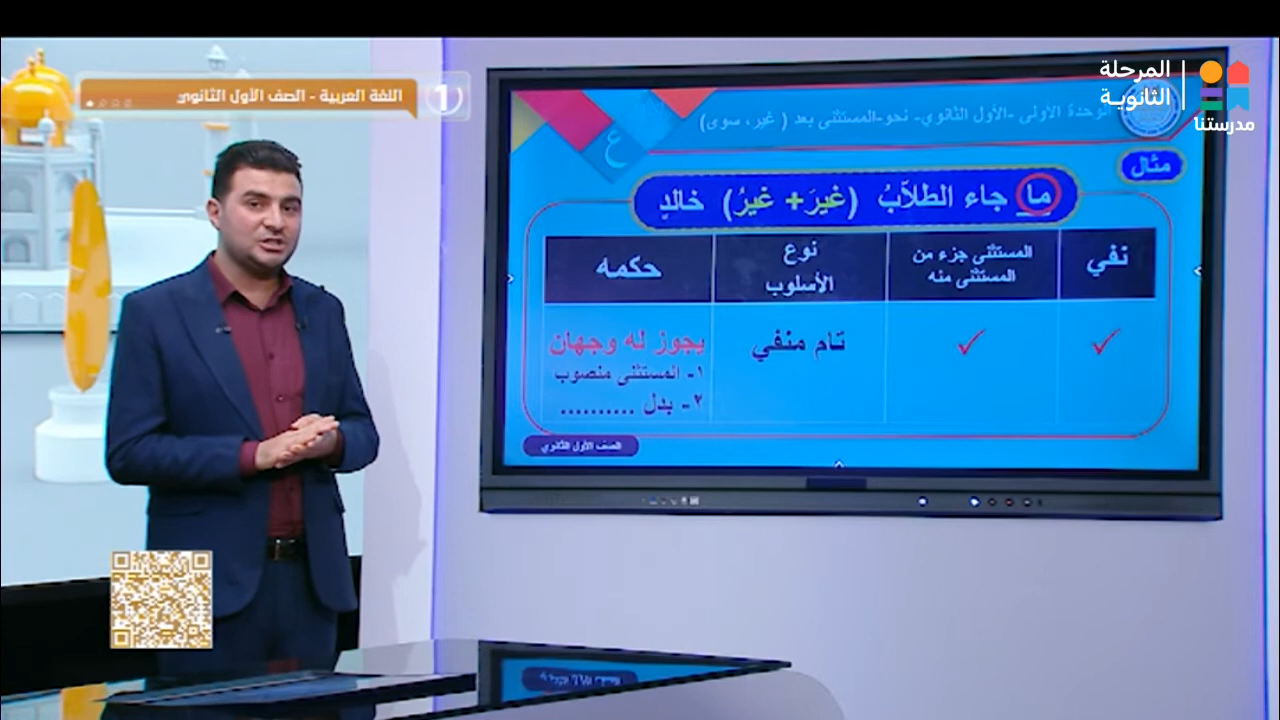 المرحلة
الثانوية
مدرستنا
اللغة العربية - الصف الأول الثانوي
1
الوحدة الأولى -الأول الثانوي- نحو-المستثنى بعد ( غير، سوى)
ع
مثال
ما جاء الطلاّبُ (غيرَ+ غيرُ) خالدٍ
نفي
المستثنى جزء من المستثنى منه
نوع الأسلوب
حكمه
✓
✓
تام منفي
يجوز له وجهان
١- المستثنى منصوب
٢- بدل ..........
الصف الأول الثانوي